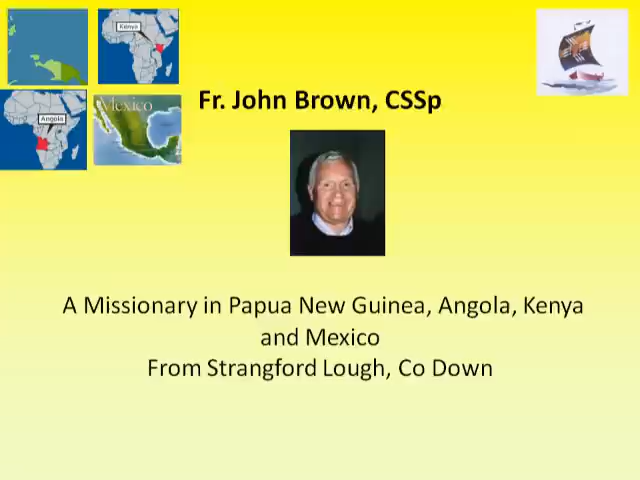 Kenya
Angola
Mexico
Fr. John Brown, CSSp
A Missionary in Papua New Guinea, Angola, Kenya
and Mexico
From Strangford Lough, Co Down